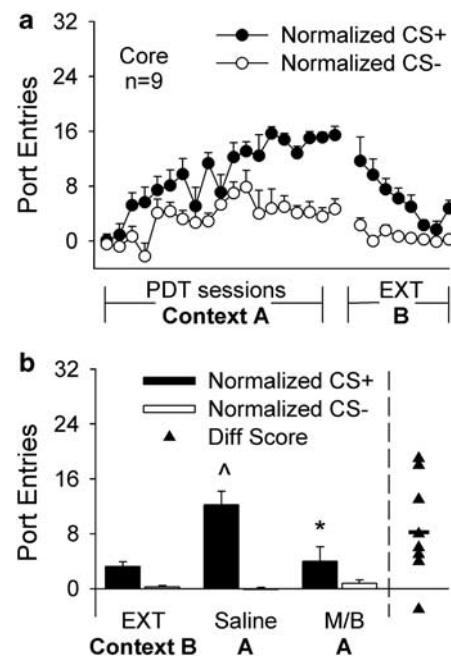 a
32
24
16
8
0
Port Entries
Core
n=9
Normalized CS+
Normalized CS-
PDT sessions
Context A
EXT
B
b
32
24
16
8
0
Port Entries
Normalized CS+
Normalized CS-
Diff Score
^
*
EXT
Context B
Saline
A
M/B
A